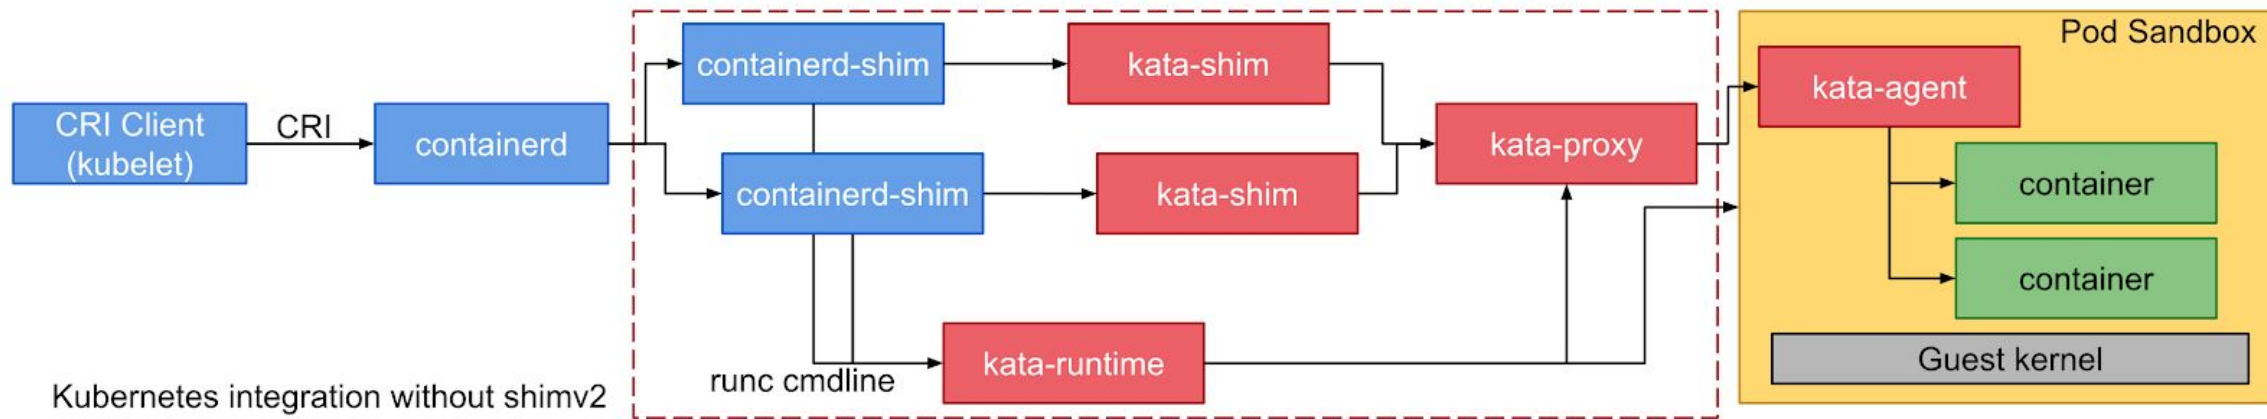 Pod Sandbox
containerd-shim
kata-shim
kata-agent
CRI Client
(kubelet)
CRI
containerd
kata-proxy
containerd-shim
kata-shim
container
container
kata-runtime
Guest kernel
runc cmdline
Kubernetes integration without shimv2